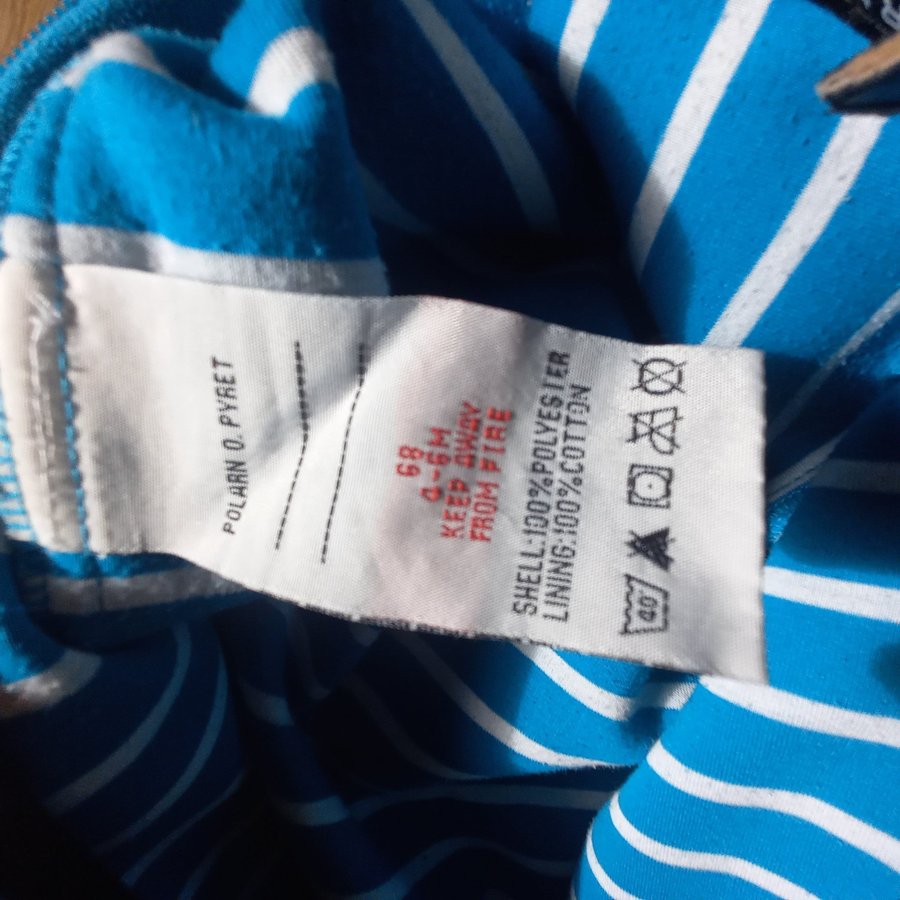 POLARN O. PYRET
68
4-6M
KEEP AWAY
FROM FIRE
SHELL:100%POLYESTER
LINING:100%COTTON
40